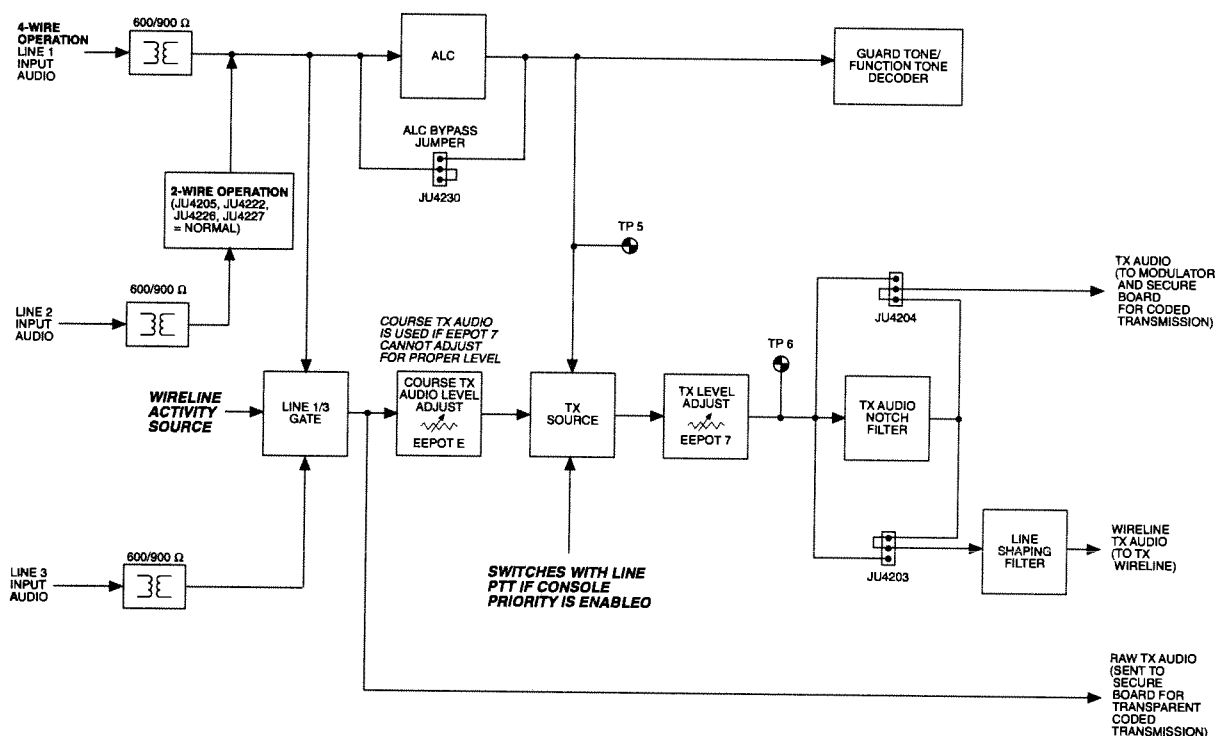 4-WIRE
OPERATION
LINE 1
INPUT
AUDIO
600/900 Ω
ALC
GUARD TONE/
FUNCTION TONE
DECODER
ALC BYPASS
JUMPER
JU4230
2-WIRE OPERATION
(JU4205, JU4222,
JU4226, JU4227
= NORMAL)
TP 5
LINE 2
INPUT
AUDIO
600/900 Ω
JU4204
TX AUDIO
(TO MODULATOR
AND SECURE
BOARD
FOR CODED
TRANSMISSION)
COURSE TX AUDIO
IS USED IF EEPOT 7
CANNOT ADJUST
FOR PROPER LEVEL
TP 6
WIRELINE
ACTIVITY
SOURCE
LINE 1/3
GATE
COURSE TX
AUDIO LEVEL
ADJUST
EEPOT E
TX
SOURCE
TX LEVEL
ADJUST
EEPOT 7
TX AUDIO
NOTCH
FILTER
LINE 3
INPUT
AUDIO
600/900 Ω
SWITCHES WITH LINE
PTT IF CONSOLE
PRIORITY IS ENABLEO
JU4203
LINE
SHAPING
FILTER
WIRELINE
TX AUDIO
(TO TX
WIRELINE)
RAW TX AUDIO
(SENT TO
SECURE
BOARD FOR
TRANSPARENT
CODED
TRANSMISSION)